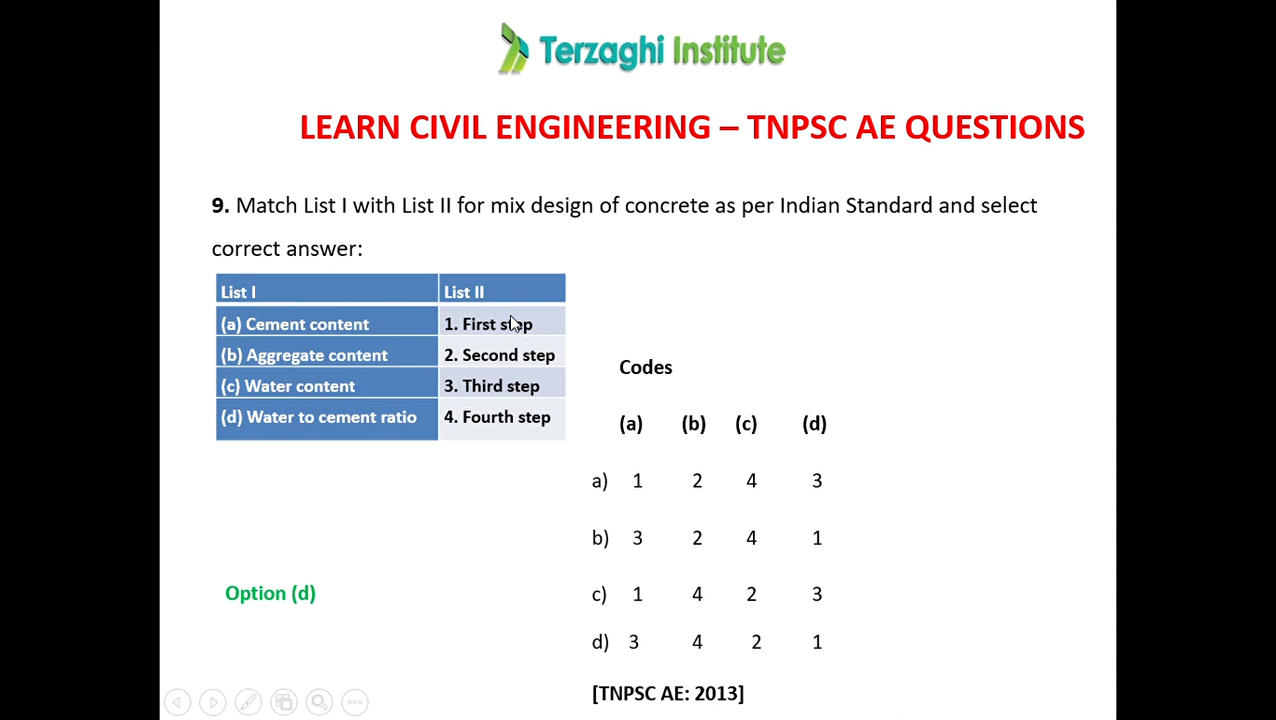 Terzaghi Institute
LEARN CIVIL ENGINEERING – TNPSC AE QUESTIONS
9. Match List I with List II for mix design of concrete as per Indian Standard and select
correct answer:
List I List II
(a) Cement content 1. First step
(b) Aggregate content 2. Second step
(c) Water content 3. Third step
(d) Water to cement ratio 4. Fourth step
Codes
(a) (b) (c) (d)
a) 1 2 4 3
b) 3 2 4 1
c) 1 4 2 3
d) 3 4 2 1
Option (d)
[TNPSC AE: 2013]